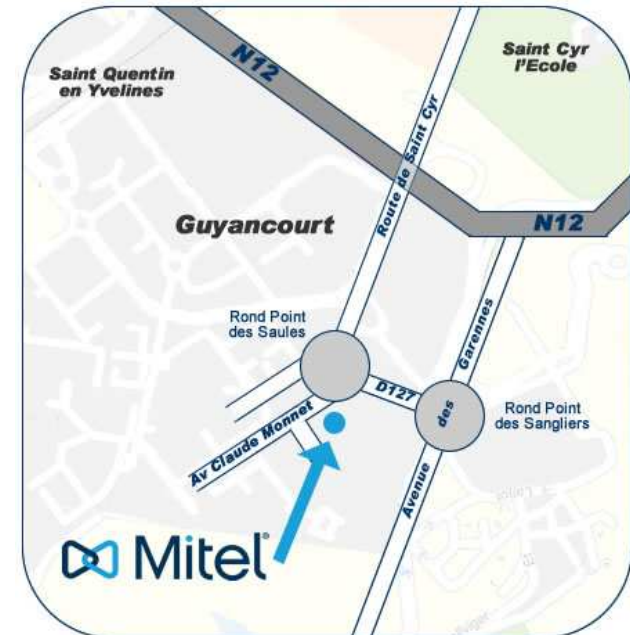 N12
Saint Quentin
en Yvelines
Saint Cyr
l'Ecole
Route de Saint Cyr
Guyancourt
N12
Rond Point
des Saules
Garennes
D127
des
Rond Point
des Sangliers
Av Claude Monnet
Avenue
Mitel